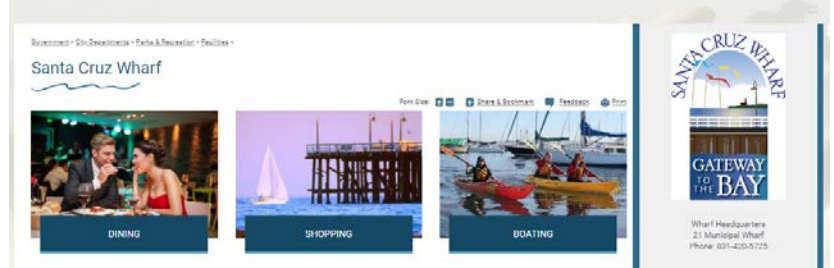 Government » City Departments » Parks & Recreation » Facilities »
Santa Cruz Wharf
Font Size: + - + Share & Bookmark Feedback Print
DINING
SHOPPING
BOATING
SANTA CRUZ WHARF
GATEWAY
TO THE BAY
Wharf Headquarters
21 Municipal Wharf
Phone: 831-420-5725